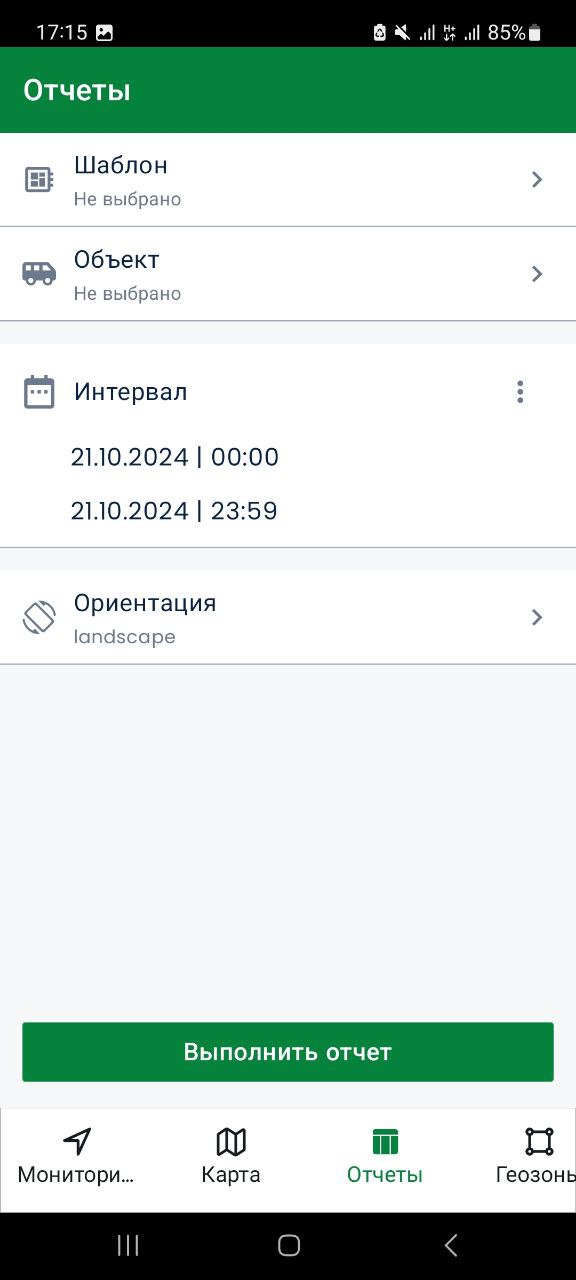 17:15
H+ 85%
Отчеты
Шаблон
Не выбрано
Объект
Не выбрано
Интервал
21.10.2024 | 00:00
21.10.2024 | 23:59
Ориентация
landscape
Выполнить отчет
Монитори... Карта Отчеты Геозоны